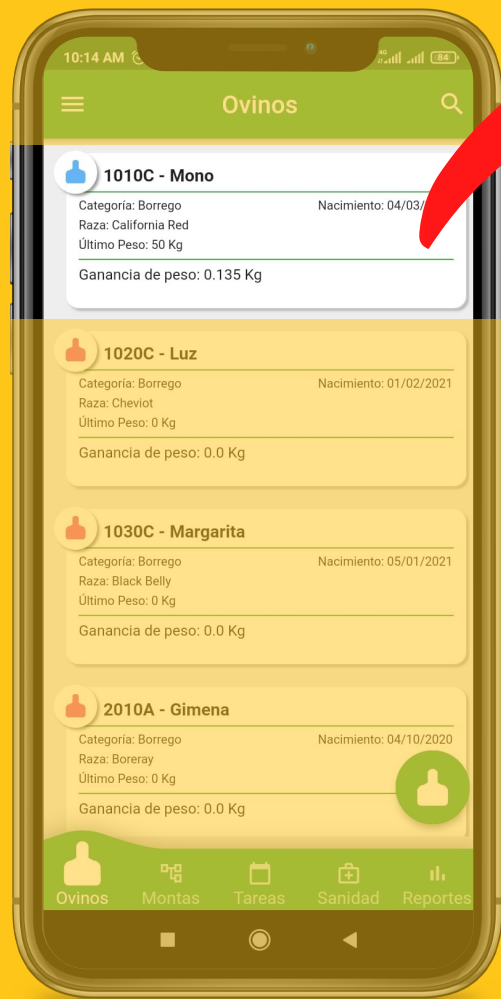 10:14 AM 4G 84
Ovinos
1010C - Mono
Categoría: Borrego Nacimiento: 04/03/
Raza: California Red
Último Peso: 50 Kg
Ganancia de peso: 0.135 Kg
1020C - Luz
Categoría: Borrego Nacimiento: 01/02/2021
Raza: Cheviot
Último Peso: 0 Kg
Ganancia de peso: 0.0 Kg
1030C - Margarita
Categoría: Borrego Nacimiento: 05/01/2021
Raza: Black Belly
Último Peso: 0 Kg
Ganancia de peso: 0.0 Kg
2010A - Gimena
Categoría: Borrego Nacimiento: 04/10/2020
Raza: Boreray
Último Peso: 0 Kg
Ganancia de peso: 0.0 Kg
Ovinos Montas Tareas Sanidad Reportes